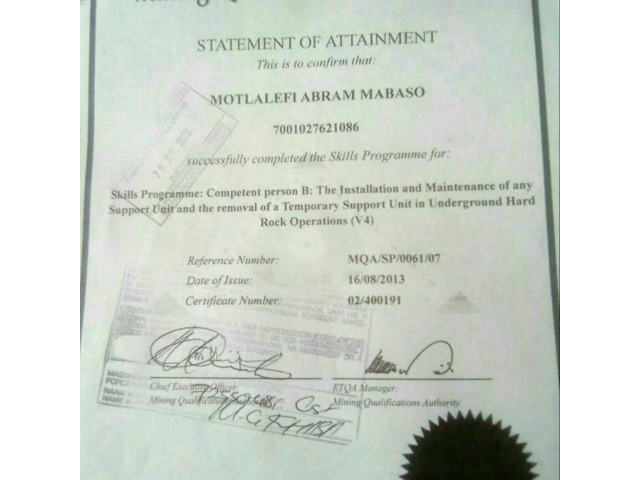 STATEMENT OF ATTAINMENT
This is to confirm that:
MOTLALEFI ABRAM MABASO
7001027621086
successfully completed the Skills Programme for:
Skills Programme: Competent person B: The Installation and Maintenance of any
Support Unit and the removal of a Temporary Support Unit in Underground Hard
Rock Operations (V4)
Reference Number: MQA/SP/0061/07
Date of Issue: 16/08/2013
Certificate Number: 02/400191
Chief Executive Officer: ETQA Manager:
Mining Qualifications Authority Mining Qualifications Authority